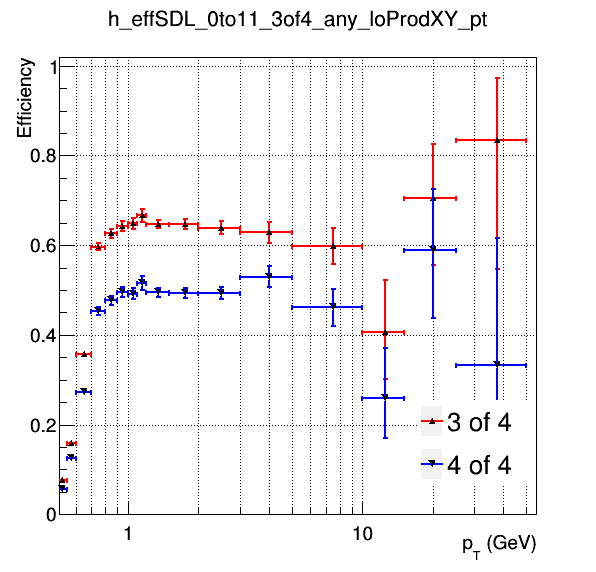 h_effSDL_0to11_3of4_any_loProdXY_pt
Efficiency
1
0.8
0.6
0.4
0.2
0
1
10
p_T (GeV)
3 of 4
4 of 4